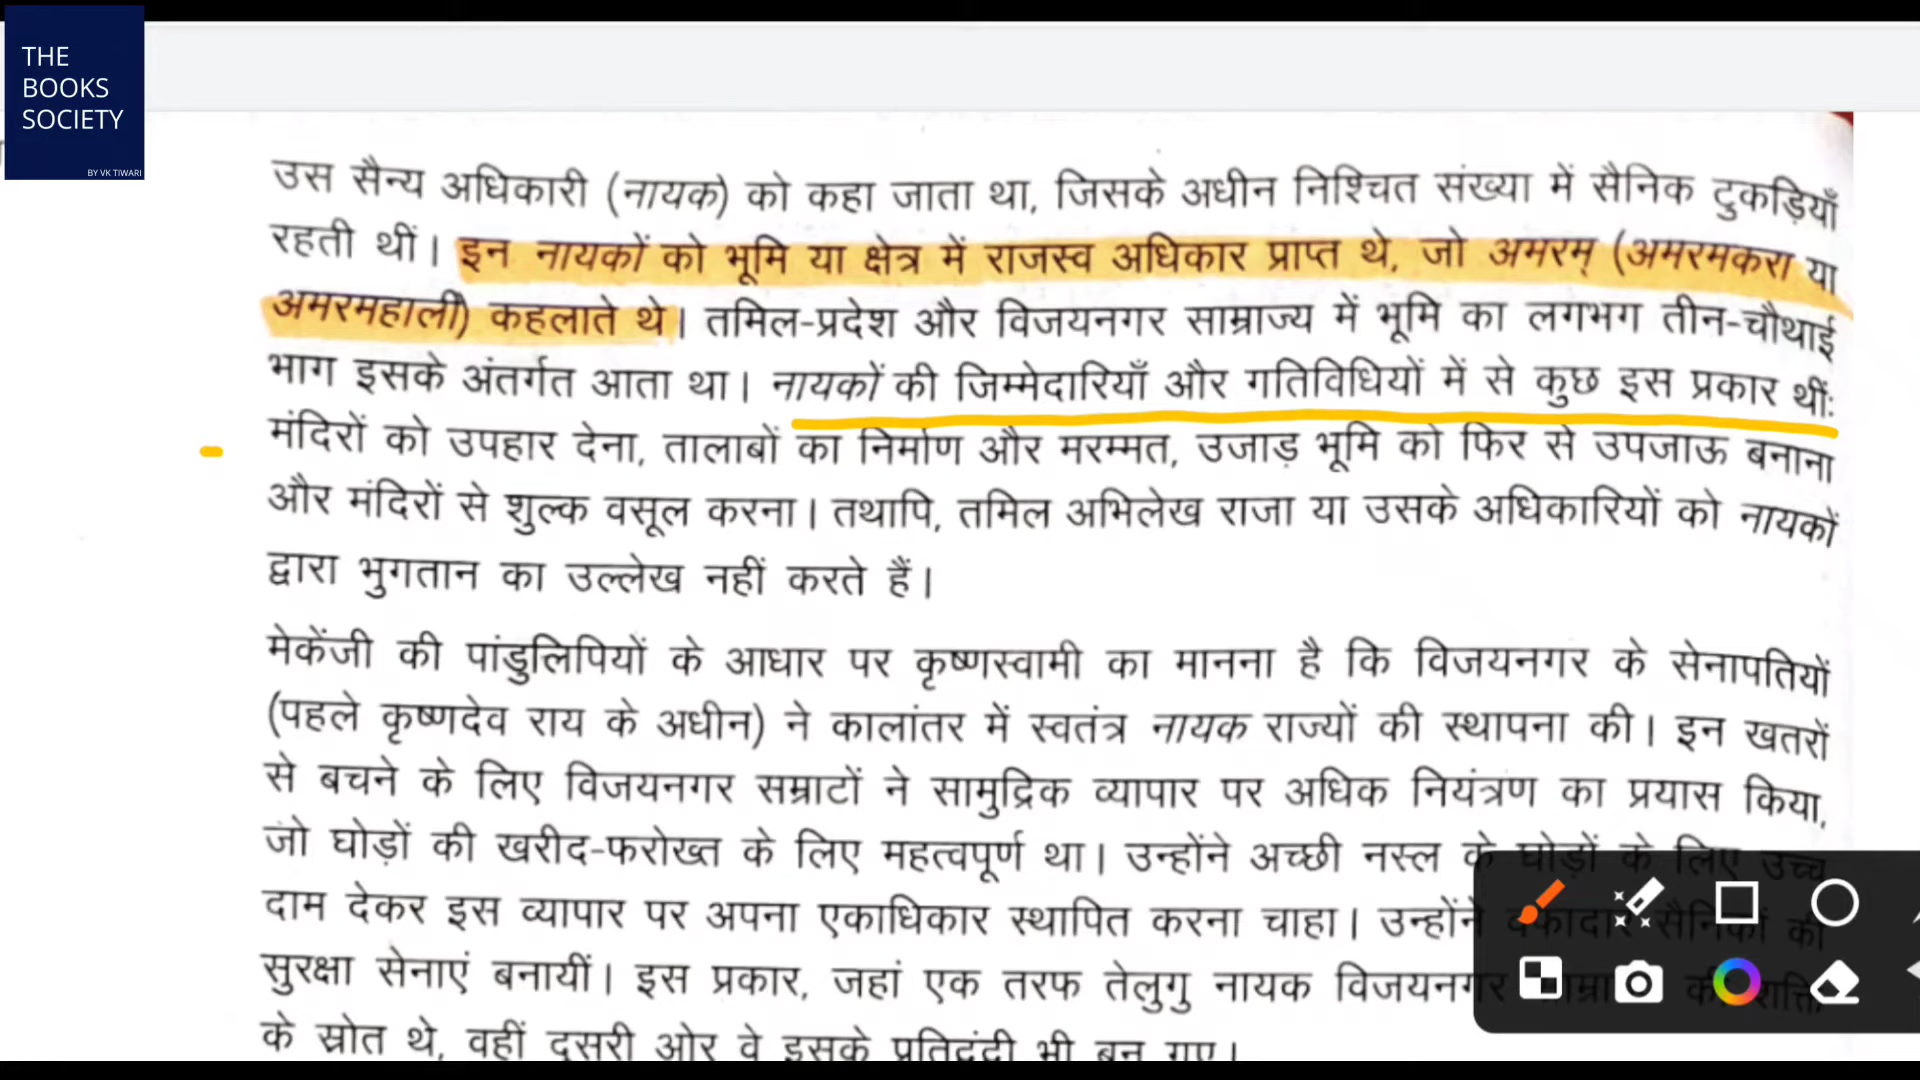 THE
BOOKS
SOCIETY
BY VK TIWARI
उस सैन्य अधिकारी (नायक) को कहा जाता था, जिसके अधीन निश्चित संख्या में सैनिक टुकड़ियाँ
रहती थीं। इन नायकों को भूमि या क्षेत्र में राजस्व अधिकार प्राप्त थे, जो अमरम् (अमरमकरा या
अमरमहाली) कहलाते थे। तमिल-प्रदेश और विजयनगर साम्राज्य में भूमि का लगभग तीन-चौथाई
भाग इसके अंतर्गत आता था। नायकों की जिम्मेदारियाँ और गतिविधियों में से कुछ इस प्रकार थीं:
मंदिरों को उपहार देना, तालाबों का निर्माण और मरम्मत, उजाड़ भूमि को फिर से उपजाऊ बनाना
और मंदिरों से शुल्क वसूल करना। तथापि, तमिल अभिलेख राजा या उसके अधिकारियों को नायकों
द्वारा भुगतान का उल्लेख नहीं करते हैं।
मेकेंजी की पांडुलिपियों के आधार पर कृष्णस्वामी का मानना है कि विजयनगर के सेनापतियों
(पहले कृष्णदेव राय के अधीन) ने कालांतर में स्वतंत्र नायक राज्यों की स्थापना की। इन खतरों
से बचने के लिए विजयनगर सम्राटों ने सामुद्रिक व्यापार पर अधिक नियंत्रण का प्रयास किया,
जो घोड़ों की खरीद-फरोख्त के लिए महत्वपूर्ण था। उन्होंने अच्छी नस्ल के घोड़ों के लिए उच्च
दाम देकर इस व्यापार पर अपना एकाधिकार स्थापित करना चाहा। उन्होंने वफादार सैनिकों की
सुरक्षा सेनाएं बनायीं। इस प्रकार, जहां एक तरफ तेलुगु नायक विजयनगर की शक्ति
के स्रोत थे, वहीं दूसरी ओर वे इसके प्रतिद्वंद्वी भी बन गए।